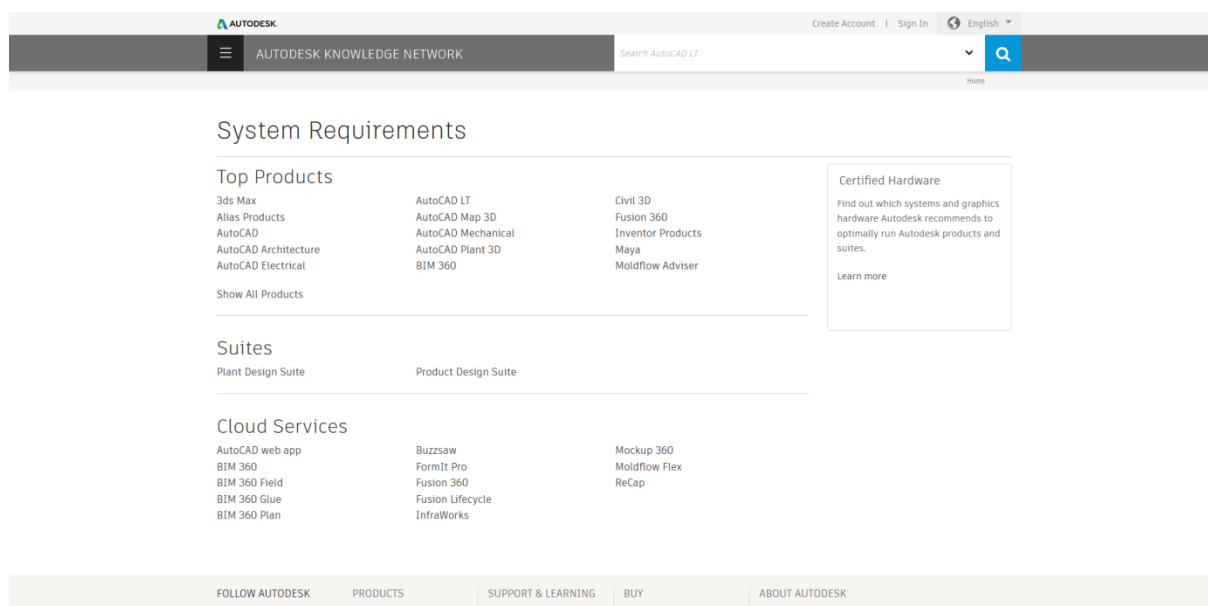 AUTODESK
Create Account | Sign In English
AUTODESK KNOWLEDGE NETWORK
Search AutoCAD LT
Home
System Requirements
Top Products
3ds Max
Alias Products
AutoCAD
AutoCAD Architecture
AutoCAD Electrical
AutoCAD LT
AutoCAD Map 3D
AutoCAD Mechanical
AutoCAD Plant 3D
BIM 360
Civil 3D
Fusion 360
Inventor Products
Maya
Moldflow Adviser
Show All Products
Certified Hardware
Find out which systems and graphics
hardware Autodesk recommends to
optimally run Autodesk products and
suites.
Learn more
Suites
Plant Design Suite
Product Design Suite
Cloud Services
AutoCAD web app
BIM 360
BIM 360 Field
BIM 360 Glue
BIM 360 Plan
Buzzsaw
FormIt Pro
Fusion 360
Fusion Lifecycle
InfraWorks
Mockup 360
Moldflow Flex
ReCap
FOLLOW AUTODESK
PRODUCTS
SUPPORT & LEARNING
BUY
ABOUT AUTODESK